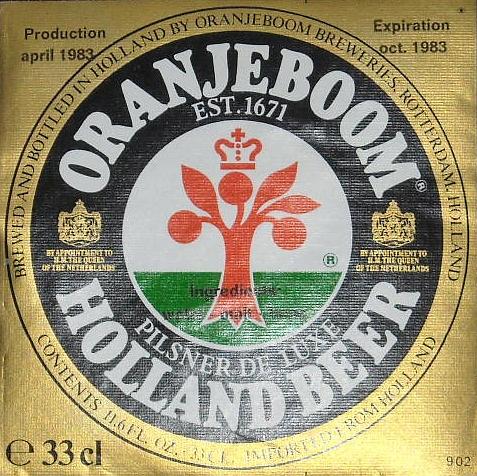 Production
april 1983
Expiration
oct. 1983
BREWED AND BOTTLED IN HOLLAND BY ORANJEBOOM BREWERIES, ROTTERDAM, HOLLAND
ORANJEBOOM®
EST. 1671
BY APPOINTMENT TO
H.M. THE QUEEN
OF THE NETHERLANDS
BY APPOINTMENT TO
H.M. THE QUEEN
OF THE NETHERLANDS
®
PILSNER DE LUXE
HOLLAND BEER
CONTENTS 11.6 FL. OZ. - 33 CL. IMPORTED FROM HOLLAND
℮ 33 cl
902